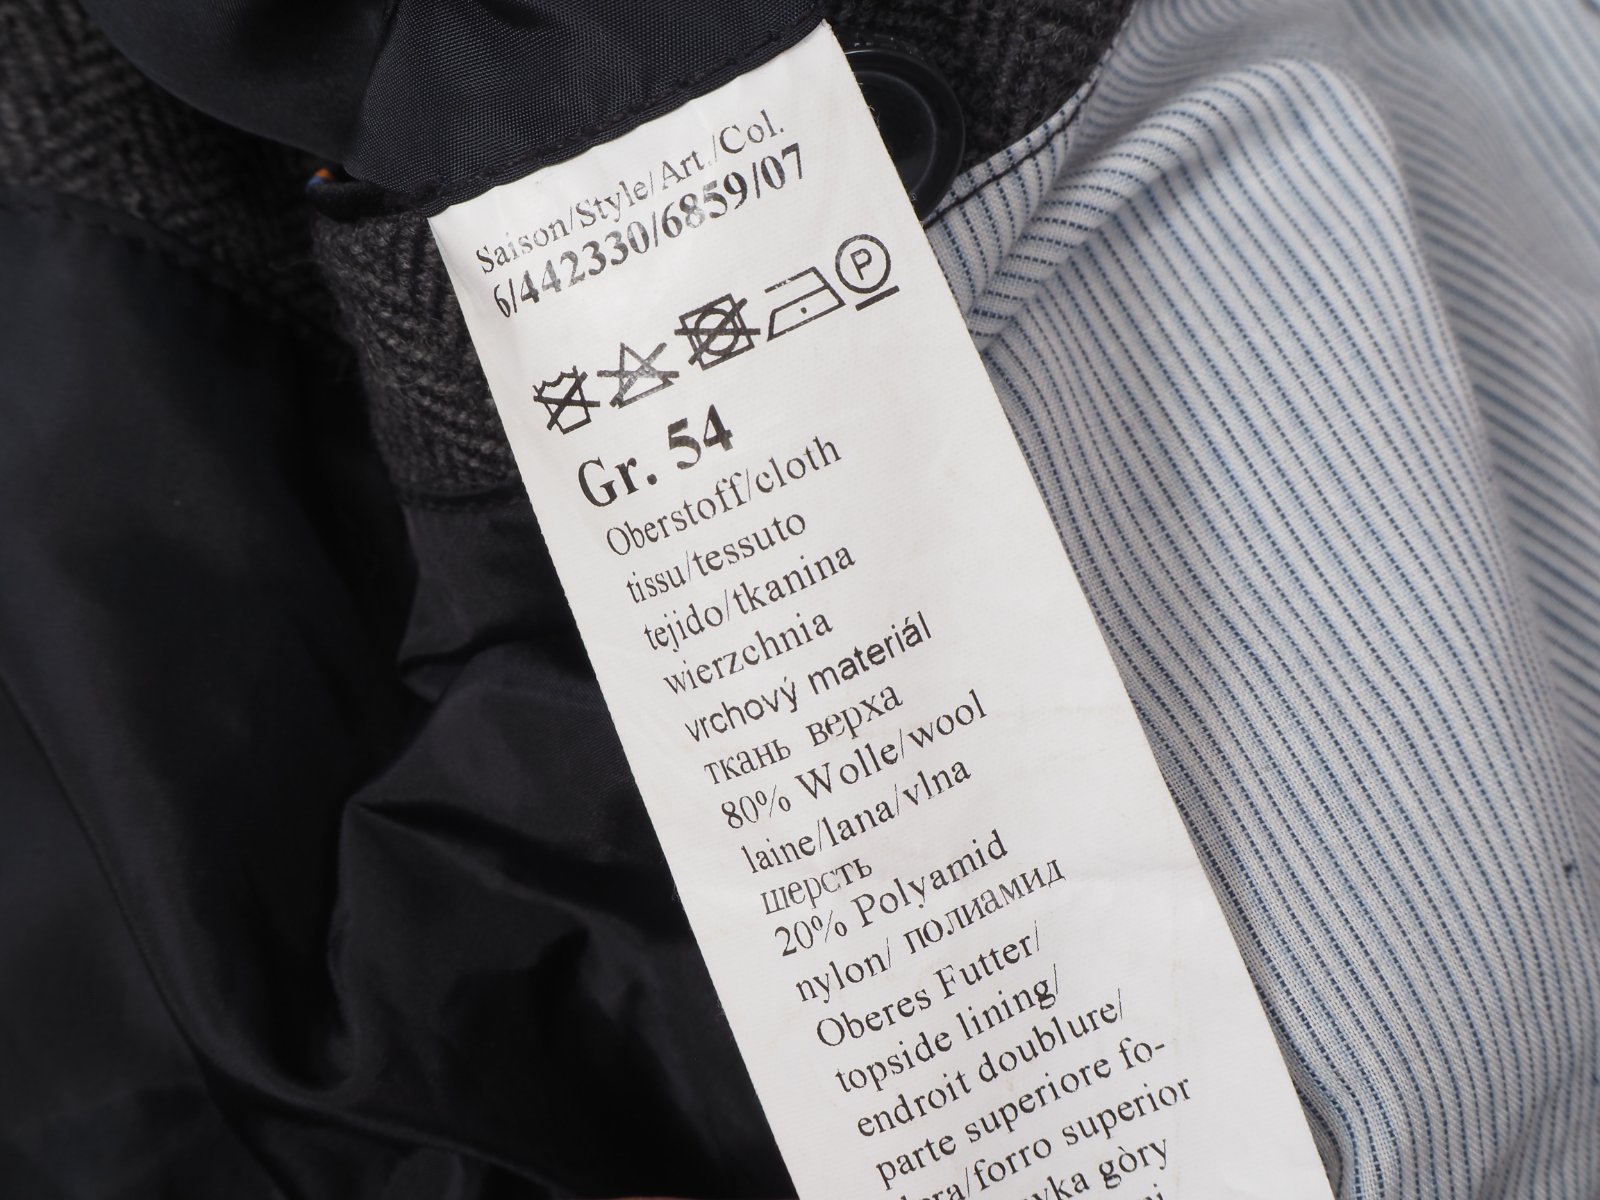 Saison/Style/Art./Col.
6/442330/6859/07
P
Gr. 54
Oberstoff/cloth
tissu/tessuto
tejido/tkanina
wierzchnia
vrchový materiál
ткань верха
80% Wolle/wool
laine/lana/vlna
шерсть
20% Polyamid
nylon/ полиамид
Oberes Futter/
topside lining/
endroit doublure/
parte superiore fo-
/forro superior
gòry